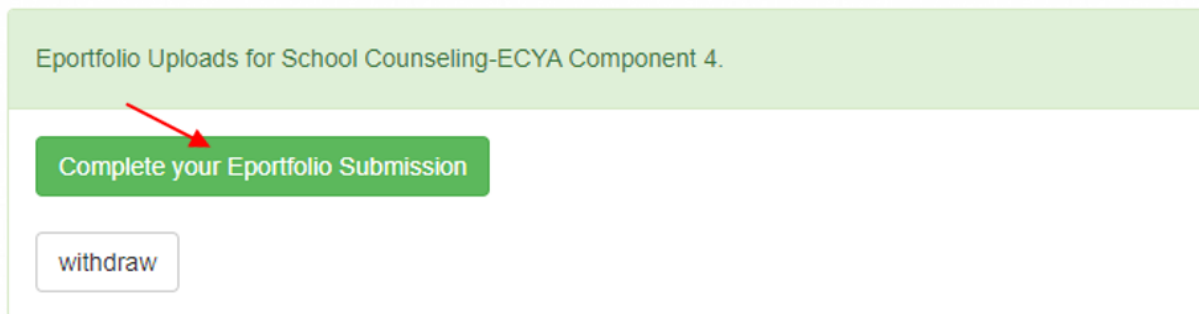 Eportfolio Uploads for School Counseling-ECYA Component 4.
Complete your Eportfolio Submission
withdraw